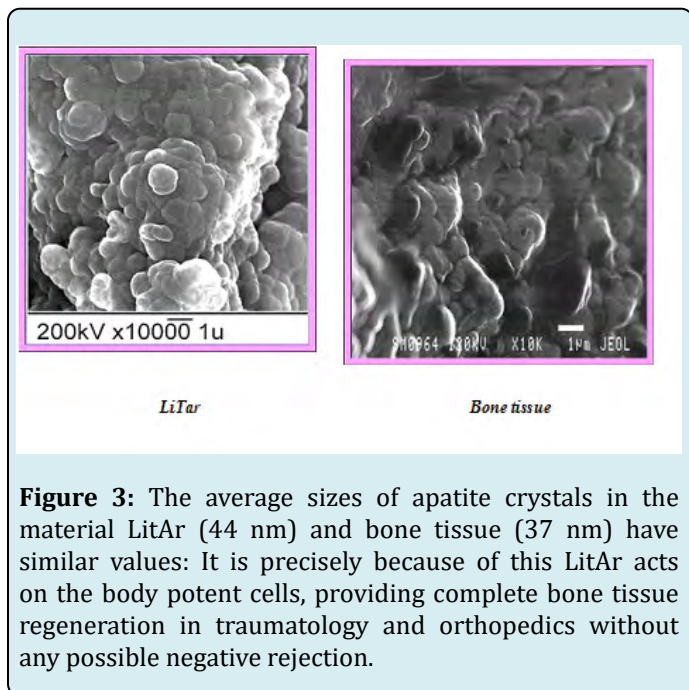 200kV x10000 1u
X10K 1µm JEOL
LiTar
Bone tissue
Figure 3: The average sizes of apatite crystals in the
material LitAr (44 nm) and bone tissue (37 nm) have
similar values: It is precisely because of this LitAr acts
on the body potent cells, providing complete bone tissue
regeneration in traumatology and orthopedics without
any possible negative rejection.